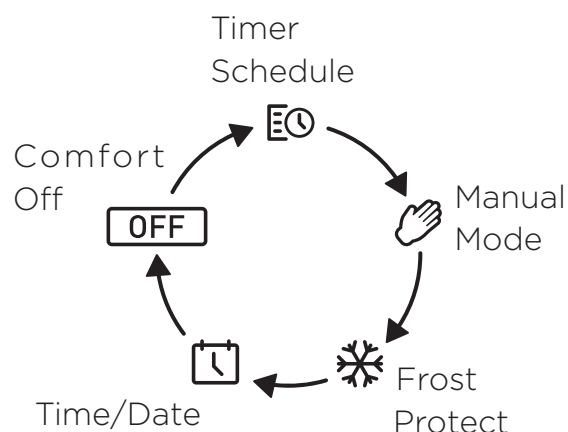 Timer
Schedule
Comfort
Off
OFF
Manual
Mode
Frost
Protect
Time/Date